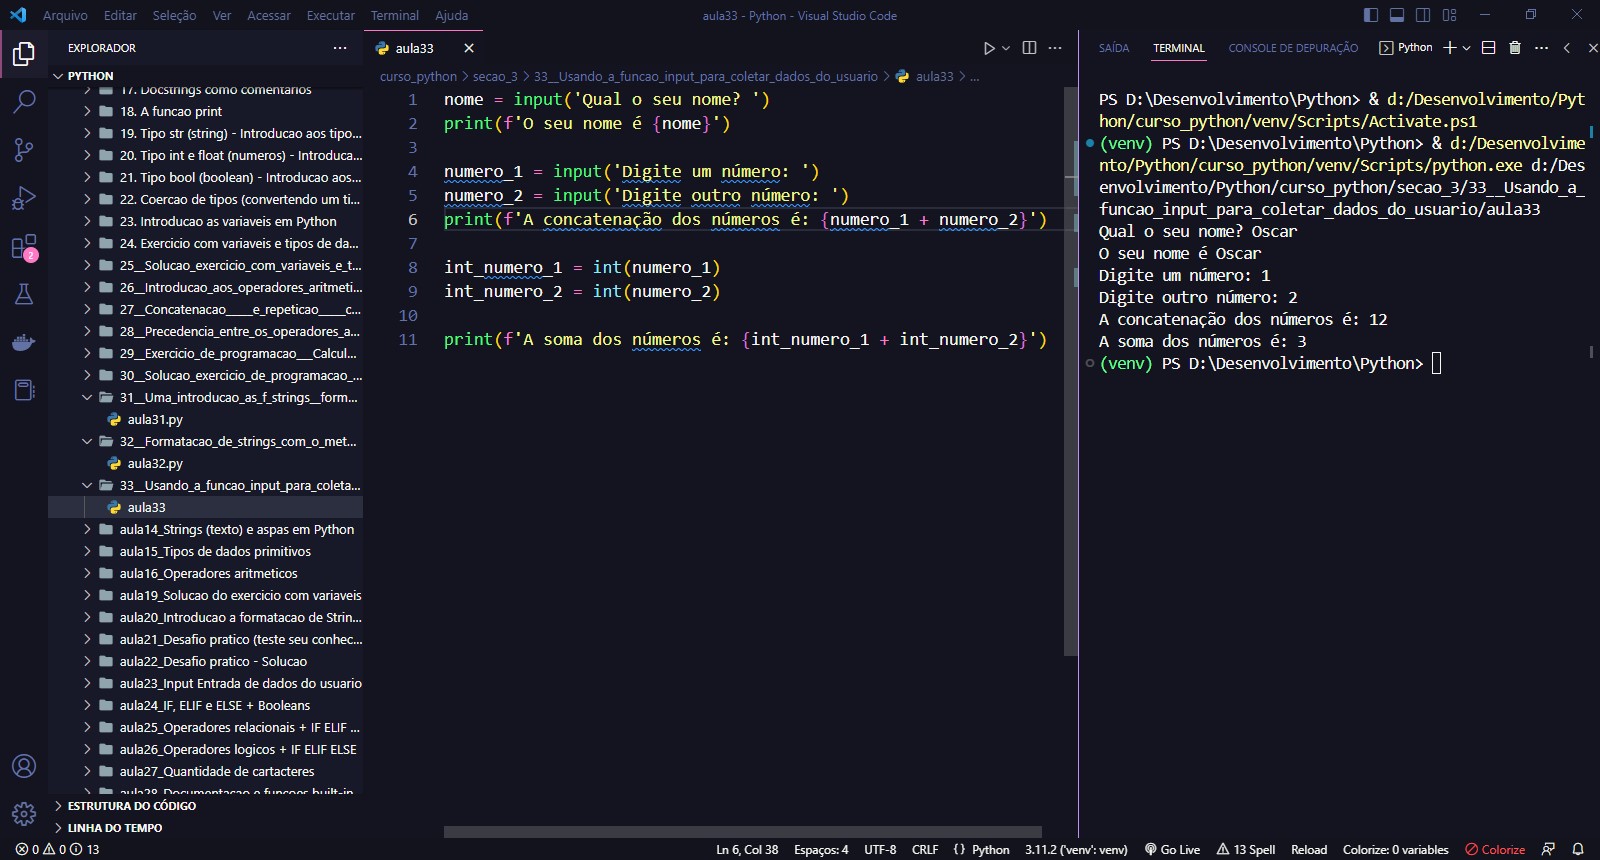 Arquivo Editar Seleção Ver Acessar Executar Terminal Ajuda
aula33 - Python - Visual Studio Code
EXPLORADOR
PYTHON
17. Docstrings como comentarios
18. A funcao print
19. Tipo str (string) - Introducao aos tipo...
20. Tipo int e float (numeros) - Introduca...
21. Tipo bool (boolean) - Introducao aos...
22. Coercao de tipos (convertendo um ti...
23. Introducao as variaveis em Python
24. Exercicio com variaveis e tipos de da...
25__Solucao_exercicio_com_variaveis_e_t...
26__Introducao_aos_operadores_aritmeti...
27__Concatenacao____e_repeticao____c...
28__Precedencia_entre_os_operadores_a...
29__Exercicio_de_programacao___Calcul...
30__Solucao_exercicio_de_programacao_...
31__Uma_introducao_as_f_strings__form...
aula31.py
32__Formatacao_de_strings_com_o_met...
aula32.py
33__Usando_a_funcao_input_para_coleta...
aula33
aula14_Strings (texto) e aspas em Python
aula15_Tipos de dados primitivos
aula16_Operadores aritmeticos
aula19_Solucao do exercicio com variaveis
aula20_Introducao a formatacao de Strin...
aula21_Desafio pratico (teste seu conhec...
aula22_Desafio pratico - Solucao
aula23_Input Entrada de dados do usuario
aula24_IF, ELIF e ELSE + Booleans
aula25_Operadores relacionais + IF ELIF ...
aula26_Operadores logicos + IF ELIF ELSE
aula27_Quantidade de cartacteres
aula28_Documentacao e funcoes built-in
ESTRUTURA DO CÓDIGO
LINHA DO TEMPO
2
aula33
curso_python > secao_3 > 33__Usando_a_funcao_input_para_coletar_dados_do_usuario > aula33 > ...
1 nome = input('Qual o seu nome? ')
2 print(f'O seu nome é {nome}')
3
4 numero_1 = input('Digite um número: ')
5 numero_2 = input('Digite outro número: ')
6 print(f'A concatenação dos números é: {numero_1 + numero_2}')
7
8 int_numero_1 = int(numero_1)
9 int_numero_2 = int(numero_2)
10
11 print(f'A soma dos números é: {int_numero_1 + int_numero_2}')
SAÍDA TERMINAL CONSOLE DE DEPURAÇÃO Python
PS D:\Desenvolvimento\Python> & d:/Desenvolvimento/Pyt
hon/curso_python/venv/Scripts/Activate.ps1
(venv) PS D:\Desenvolvimento\Python> & d:/Desenvolvime
nto/Python/curso_python/venv/Scripts/python.exe d:/Des
envolvimento/Python/curso_python/secao_3/33__Usando_a_
funcao_input_para_coletar_dados_do_usuario/aula33
Qual o seu nome? Oscar
O seu nome é Oscar
Digite um número: 1
Digite outro número: 2
A concatenação dos números é: 12
A soma dos números é: 3
(venv) PS D:\Desenvolvimento\Python>
0 0 13 Ln 6, Col 38 Espaços: 4 UTF-8 CRLF {} Python 3.11.2 ('venv': venv) Go Live 13 Spell Reload Colorize: 0 variables Colorize